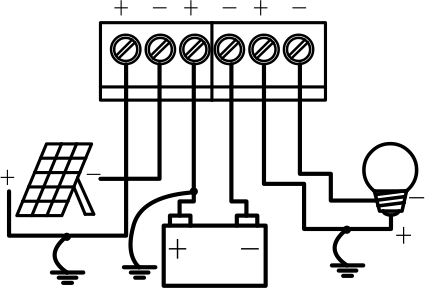 + − + − + −
+ −
+ −
−
+